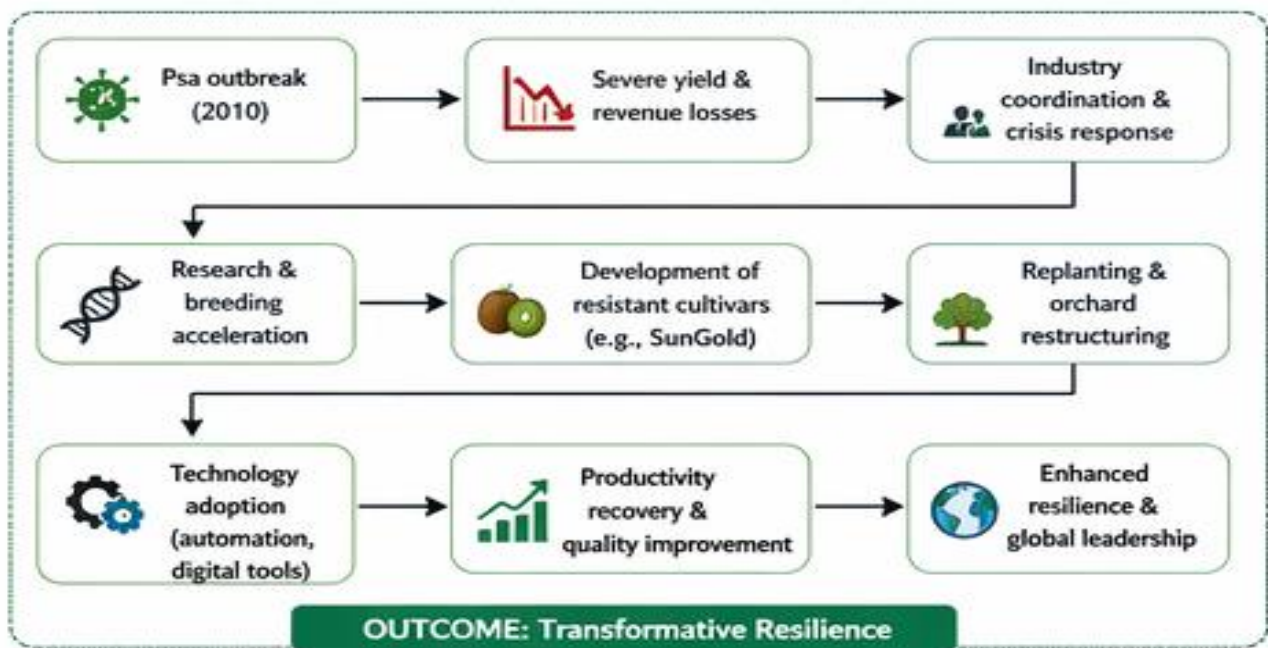 Psa outbreak
(2010)
Severe yield &
revenue losses
Industry
coordination &
crisis response
Research &
breeding
acceleration
Development of
resistant cultivars
(e.g., SunGold)
Replanting &
orchard
restructuring
Technology
adoption
(automation,
digital tools)
Productivity
recovery &
quality improvement
Enhanced
resilience &
global leadership
OUTCOME: Transformative Resilience